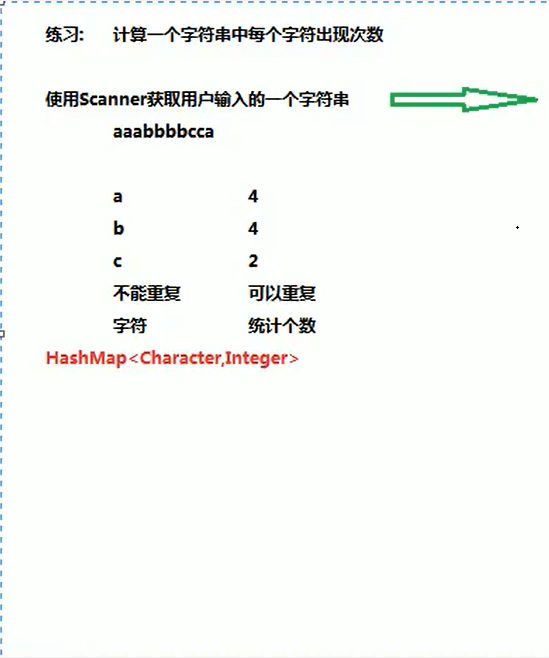 练习: 计算一个字符串中每个字符出现次数
使用Scanner获取用户输入的一个字符串
aaabbbbcca
a 4
b 4
c 2
不能重复 可以重复
字符 统计个数
HashMap<Character,Integer>